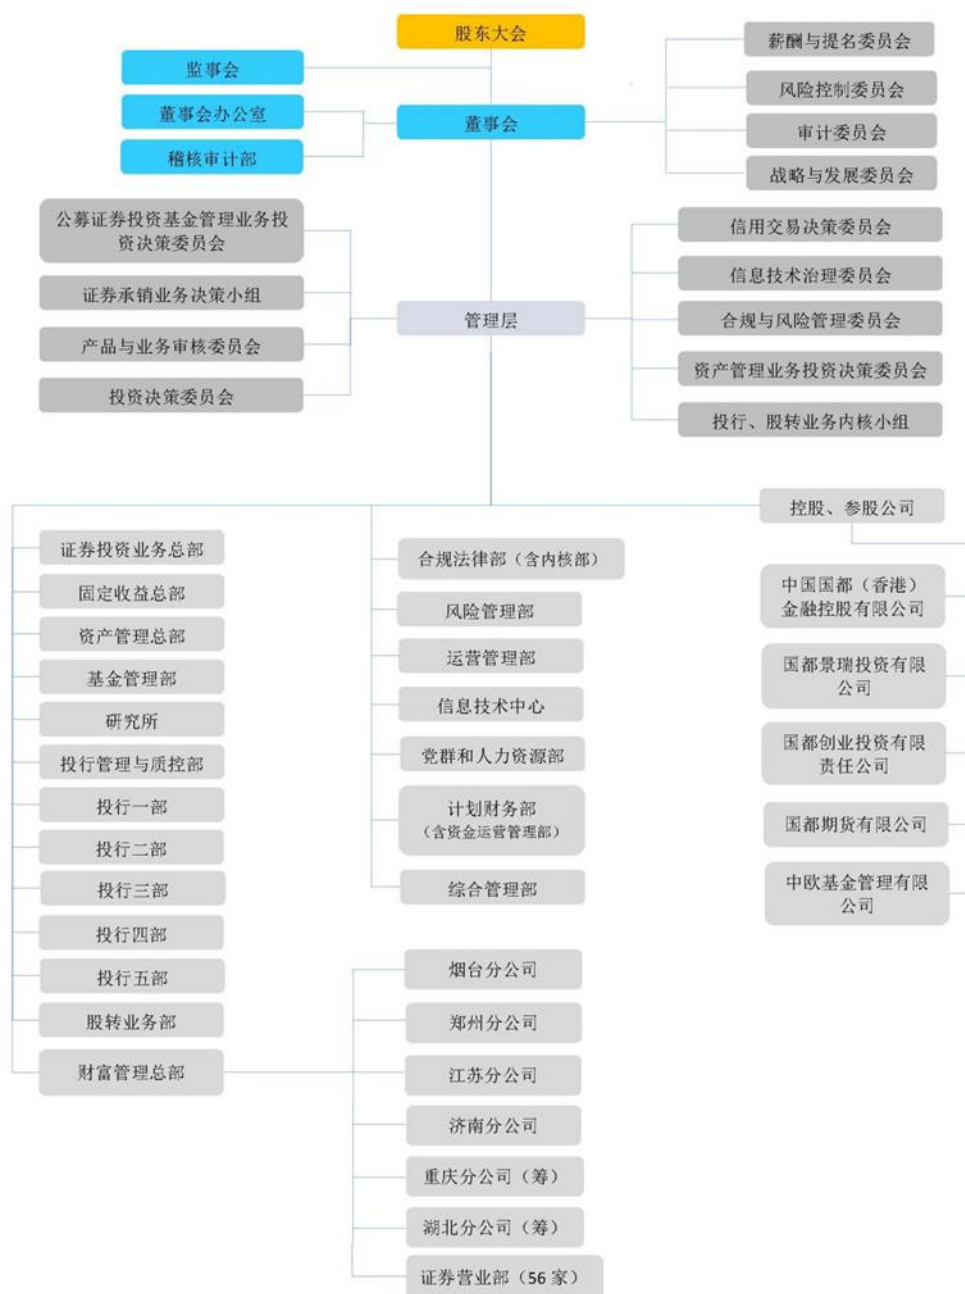 股东大会
监事会
董事会办公室
稽核审计部
董事会
薪酬与提名委员会
风险控制委员会
审计委员会
战略与发展委员会
公募证券投资基金管理业务投
资决策委员会
证券承销业务决策小组
产品与业务审核委员会
投资决策委员会
管理层
信用交易决策委员会
信息技术治理委员会
合规与风险管理委员会
资产管理业务投资决策委员会
投行、股转业务内核小组
证券投资业务总部
固定收益总部
资产管理总部
基金管理部
研究所
投行管理与质控部
投行一部
投行二部
投行三部
投行四部
投行五部
股转业务部
财富管理总部
合规法律部（含内核部）
风险管理部
运营管理部
信息技术中心
党群和人力资源部
计划财务部
（含资金运营管理部）
综合管理部
烟台分公司
郑州分公司
江苏分公司
济南分公司
重庆分公司（筹）
湖北分公司（筹）
证券营业部（56 家）
控股、参股公司
中国国都（香港）
金融控股有限公司
国都景瑞投资有限
公司
国都创业投资有限
责任公司
国都期货有限公司
中欧基金管理有限
公司